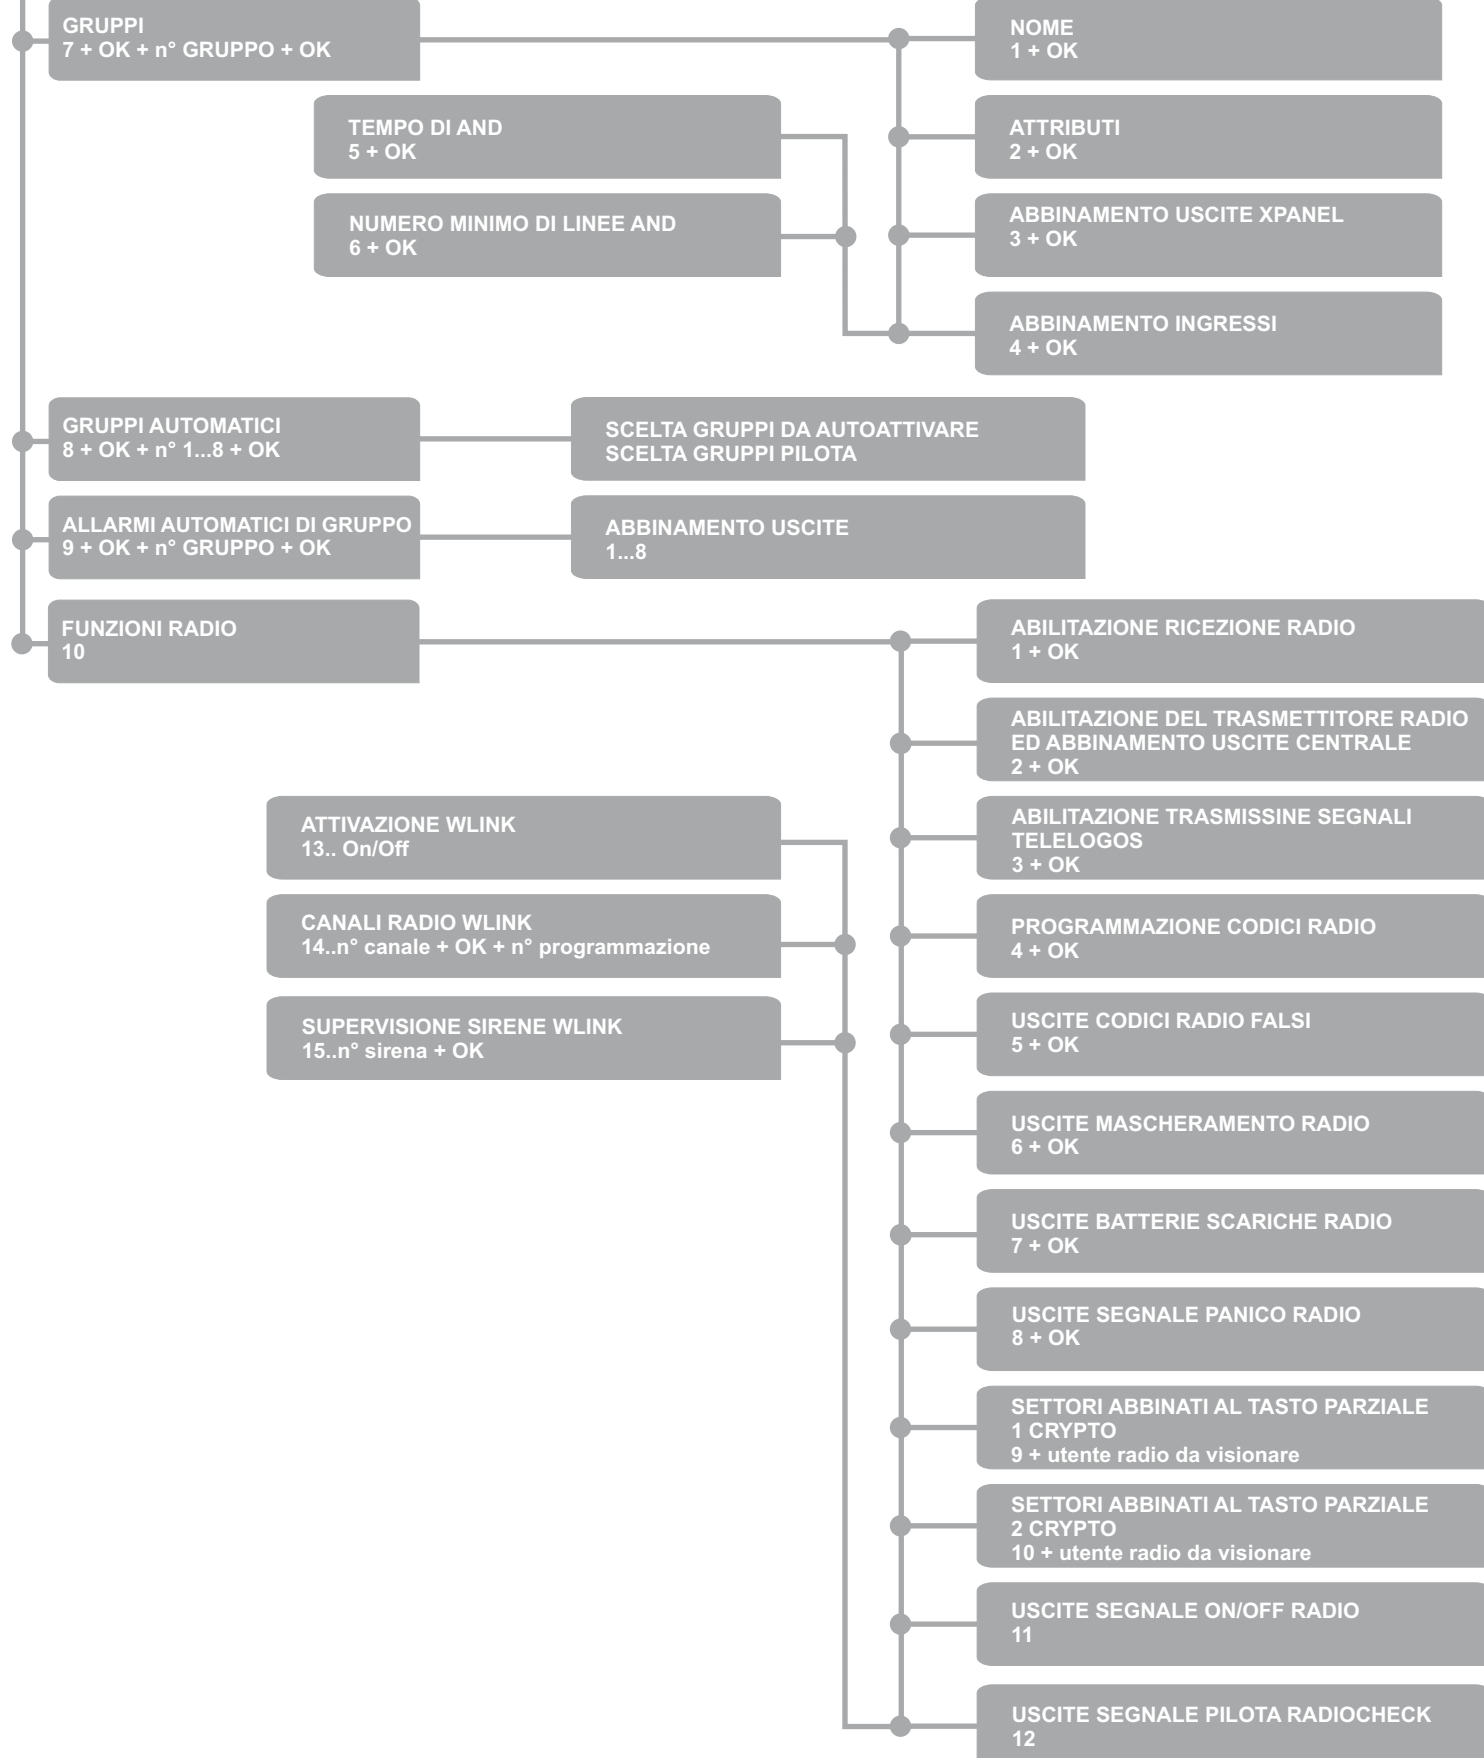 GRUPPI
7 + OK + n° GRUPPO + OK
NOME
1 + OK
ATTRIBUTI
2 + OK
ABBINAMENTO USCITE XPANEL
3 + OK
ABBINAMENTO INGRESSI
4 + OK
TEMPO DI AND
5 + OK
NUMERO MINIMO DI LINEE AND
6 + OK
GRUPPI AUTOMATICI
8 + OK + n° 1...8 + OK
SCELTA GRUPPI DA AUTOATTIVARE
SCELTA GRUPPI PILOTA
ALLARMI AUTOMATICI DI GRUPPO
9 + OK + n° GRUPPO + OK
ABBINAMENTO USCITE
1...8
FUNZIONI RADIO
10
ABILITAZIONE RICEZIONE RADIO
1 + OK
ABILITAZIONE DEL TRASMETTITORE RADIO
ED ABBINAMENTO USCITE CENTRALE
2 + OK
ABILITAZIONE TRASMISSINE SEGNALI
TELELOGOS
3 + OK
PROGRAMMAZIONE CODICI RADIO
4 + OK
USCITE CODICI RADIO FALSI
5 + OK
USCITE MASCHERAMENTO RADIO
6 + OK
USCITE BATTERIE SCARICHE RADIO
7 + OK
USCITE SEGNALE PANICO RADIO
8 + OK
SETTORI ABBINATI AL TASTO PARZIALE
1 CRYPTO
9 + utente radio da visionare
SETTORI ABBINATI AL TASTO PARZIALE
2 CRYPTO
10 + utente radio da visionare
USCITE SEGNALE ON/OFF RADIO
11
USCITE SEGNALE PILOTA RADIOCHECK
12
ATTIVAZIONE WLINK
13.. On/Off
CANALI RADIO WLINK
14..n° canale + OK + n° programmazione
SUPERVISIONE SIRENE WLINK
15..n° sirena + OK